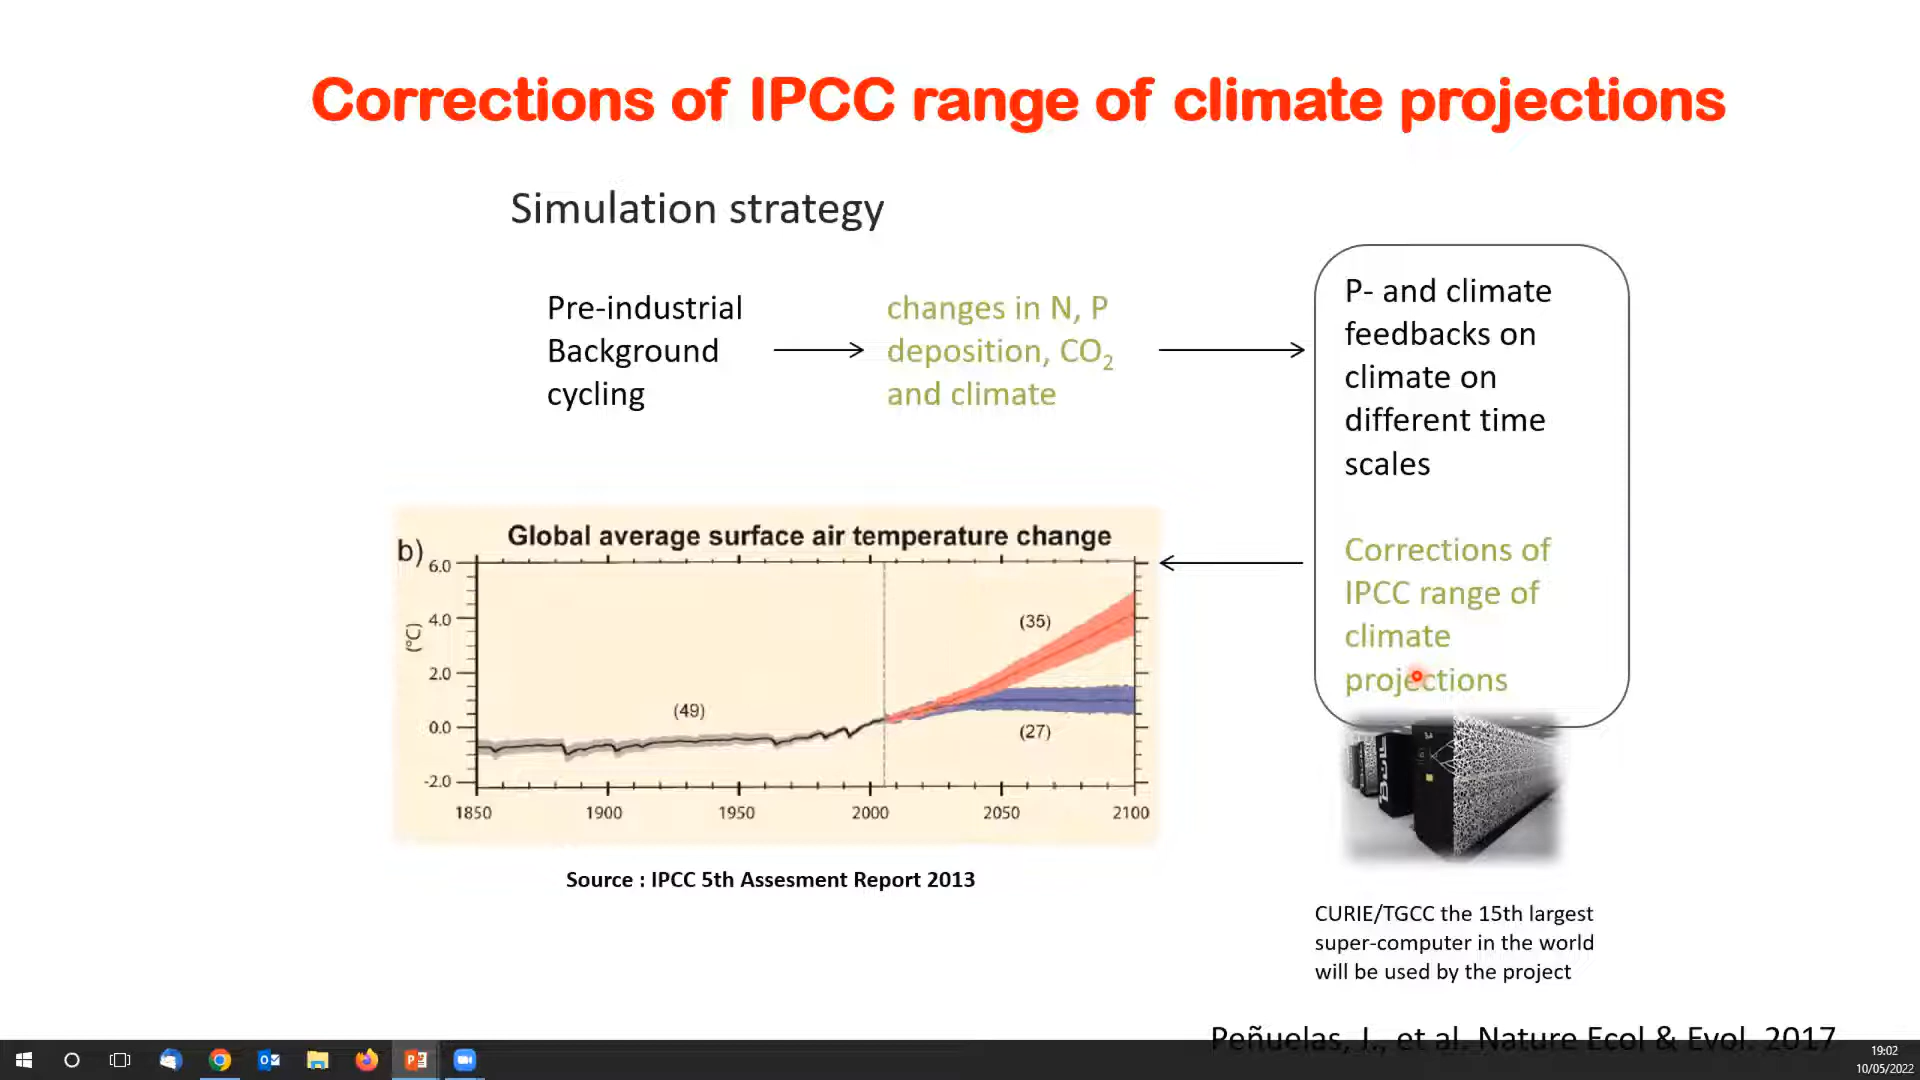 Corrections of IPCC range of climate projections
Simulation strategy
Pre-industrial
Background
cycling
changes in N, P
deposition, CO₂
and climate
P- and climate
feedbacks on
climate on
different time
scales
Corrections of
IPCC range of
climate
projections
b)
Global average surface air temperature change
(°C)
6.0
4.0
2.0
0.0
-2.0
(49)
(35)
(27)
1850
1900
1950
2000
2050
2100
Source : IPCC 5th Assesment Report 2013
Bull
CURIE/TGCC the 15th largest
super-computer in the world
will be used by the project
Peñuelas, J., et al. Nature Ecol & Evol. 2017
19:02
10/05/2022